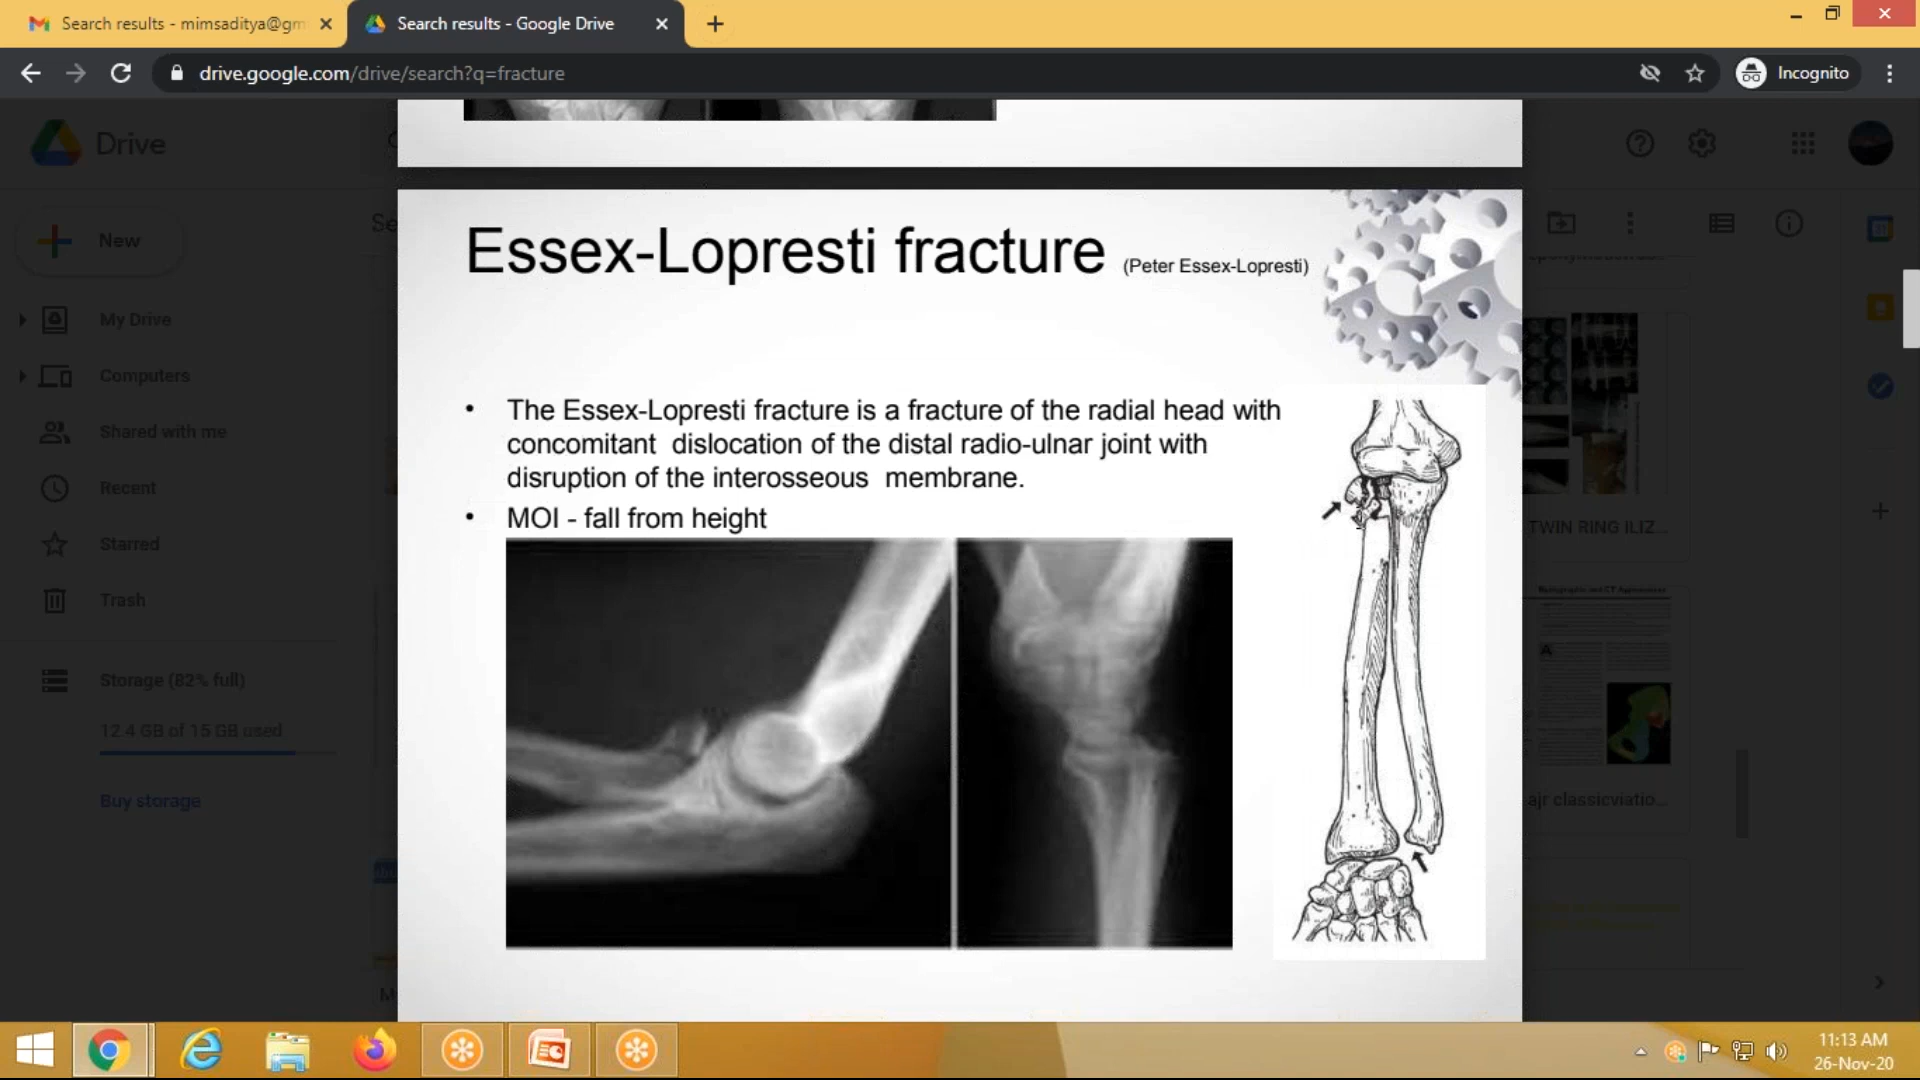 Search results - mimsaditya@gm
Search results - Google Drive
drive.google.com/drive/search?q=fracture
Incognito
Drive
New
My Drive
Computers
Shared with me
Recent
Starred
Trash
Storage (82% full)
12.4 GB of 15 GB used
Buy storage
Essex-Lopresti fracture (Peter Essex-Lopresti)
• The Essex-Lopresti fracture is a fracture of the radial head with
concomitant dislocation of the distal radio-ulnar joint with
disruption of the interosseous membrane.
• MOI - fall from height
TWIN RING ILIZ...
ajr classicviatio...
11:13 AM
26-Nov-20